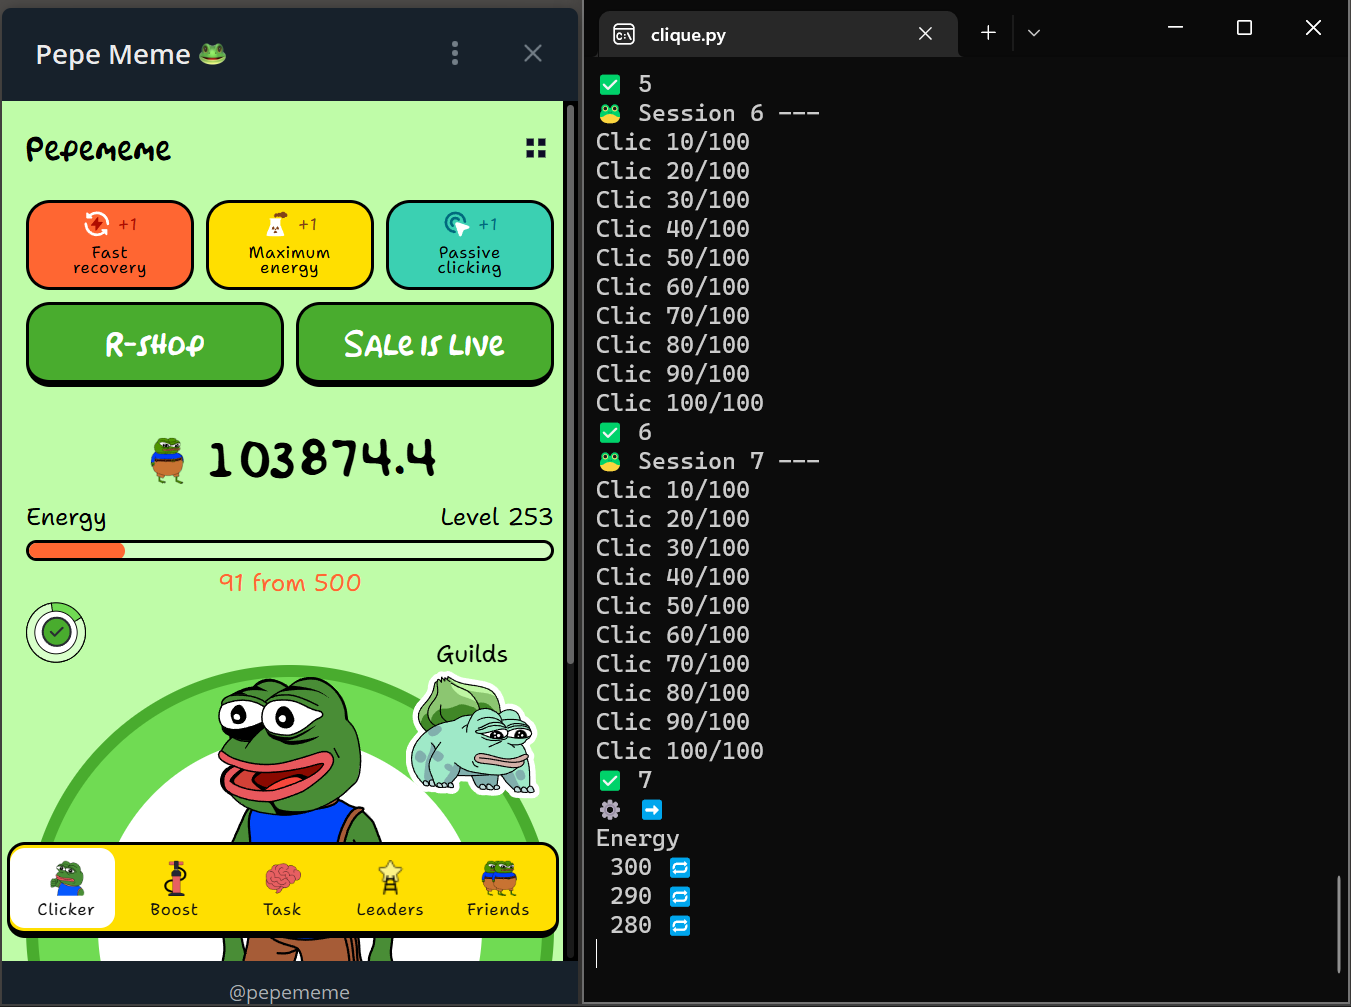 Pepe Meme 🐸
Pepememe
+1
Fast
recovery
+1
Maximum
energy
+1
Passive
clicking
R-shop
Sale is live
103874.4
Energy
Level 253
91 from 500
Guilds
Clicker
Boost
Task
Leaders
Friends
@pepememe
clique.py
✅ 5
🐸 Session 6 ---
Clic 10/100
Clic 20/100
Clic 30/100
Clic 40/100
Clic 50/100
Clic 60/100
Clic 70/100
Clic 80/100
Clic 90/100
Clic 100/100
✅ 6
🐸 Session 7 ---
Clic 10/100
Clic 20/100
Clic 30/100
Clic 40/100
Clic 50/100
Clic 60/100
Clic 70/100
Clic 80/100
Clic 90/100
Clic 100/100
✅ 7
⚙ ➡
Energy
300 🔁
290 🔁
280 🔁